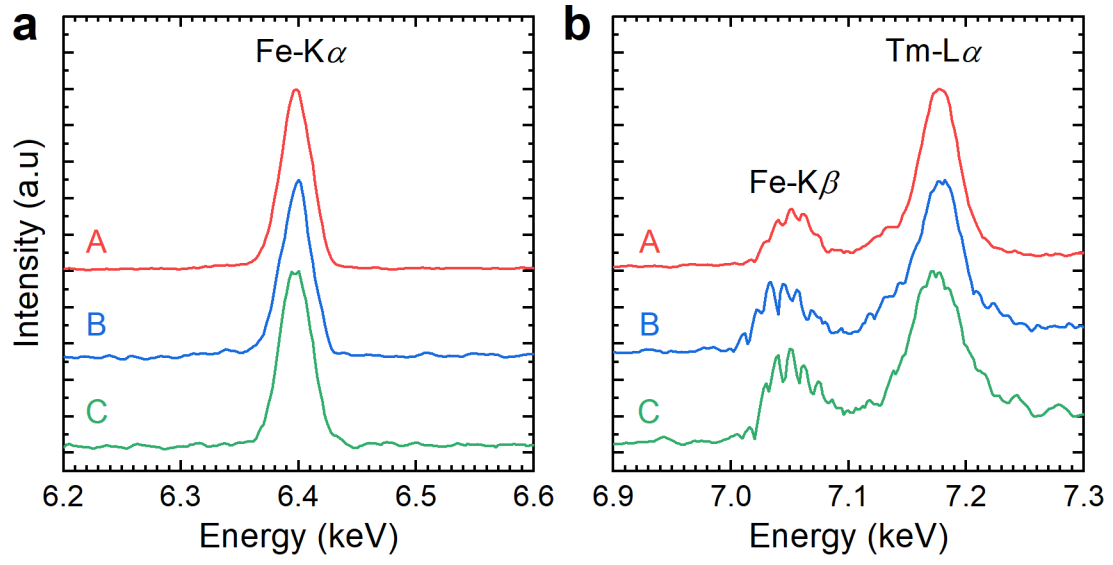 a
Fe-Kα
Intensity (a.u)
A
B
C
6.2 6.3 6.4 6.5 6.6
Energy (keV)
b
Tm-Lα
Fe-Kβ
A
B
C
6.9 7.0 7.1 7.2 7.3
Energy (keV)